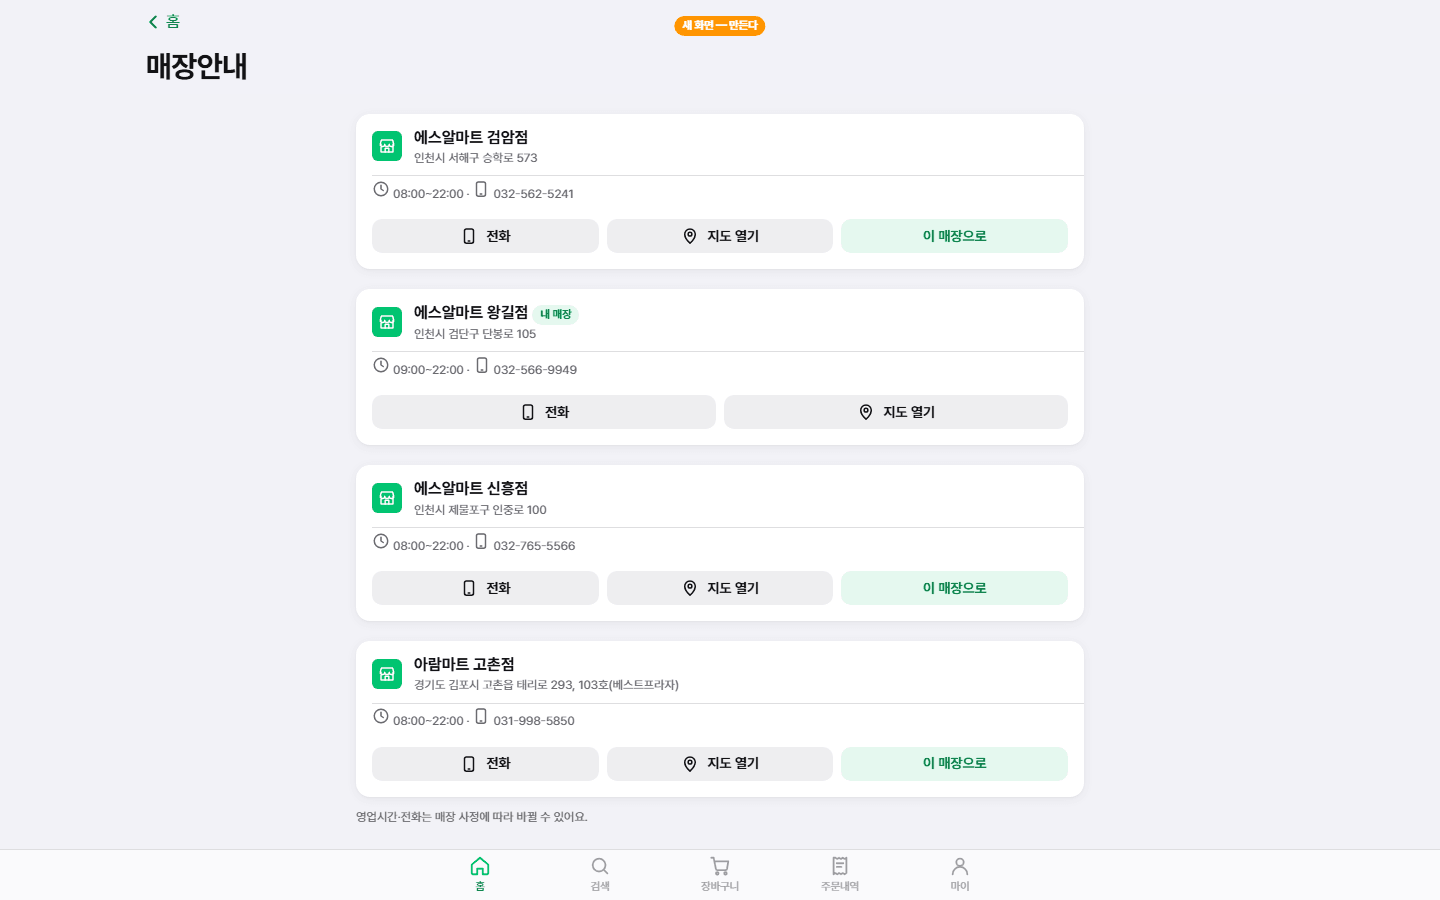 홈
새 화면 — 만든다
매장안내
에스알마트 검암점
인천시 서해구 승학로 573
08:00~22:00 · 032-562-5241
전화
지도 열기
이 매장으로
에스알마트 왕길점 내 매장
인천시 검단구 단봉로 105
09:00~22:00 · 032-566-9949
전화
지도 열기
에스알마트 신흥점
인천시 제물포구 인중로 100
08:00~22:00 · 032-765-5566
전화
지도 열기
이 매장으로
아람마트 고촌점
경기도 김포시 고촌읍 태리로 293, 103호(베스트프라자)
08:00~22:00 · 031-998-5850
전화
지도 열기
이 매장으로
영업시간·전화는 매장 사정에 따라 바뀔 수 있어요.
홈
검색
장바구니
주문내역
마이